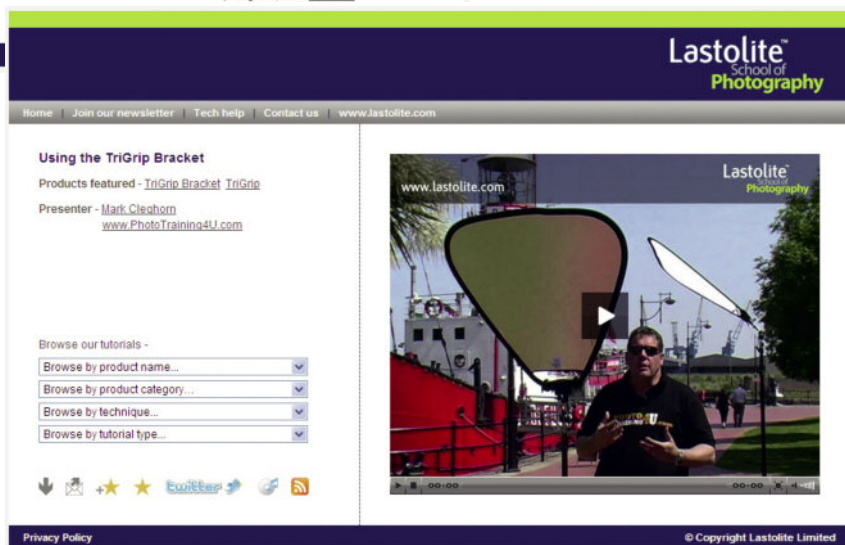 Lastolite™
School of
Photography
Home | Join our newsletter | Tech help | Contact us | www.lastolite.com
Using the TriGrip Bracket
Products featured - TriGrip Bracket TriGrip
Presenter - Mark Cleghorn
www.PhotoTraining4U.com
Browse our tutorials -
Browse by product name...
Browse by product category...
Browse by technique...
Browse by tutorial type...
twitter
www.lastolite.com
Lastolite
School of
Photography
00:00
00:00
Privacy Policy
© Copyright Lastolite Limited